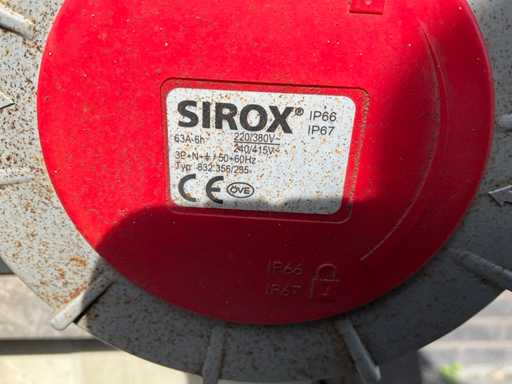 SIROX® IP66
IP67
63A-6h 220/380V~
240/415V~
3P+N+⏚ / 50+60Hz
Typ 632.356/295
CE ÖVE
IP66
IP67